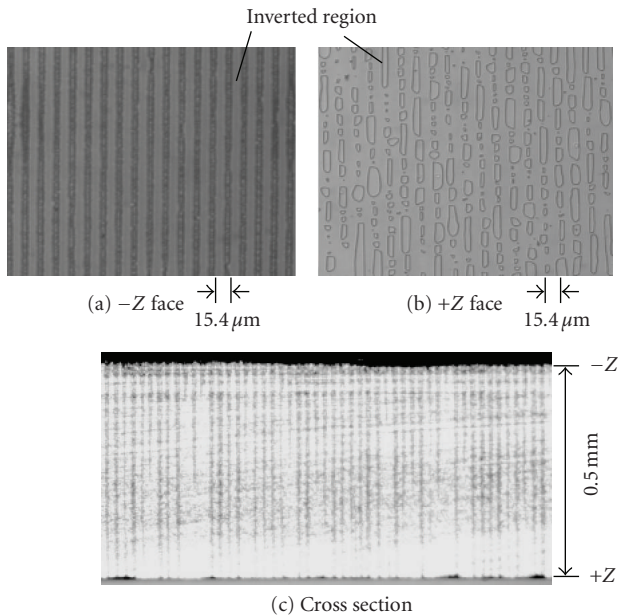 Inverted region
(a) −Z face
15.4 μm
(b) +Z face
15.4 μm
−Z
0.5 mm
+Z
(c) Cross section